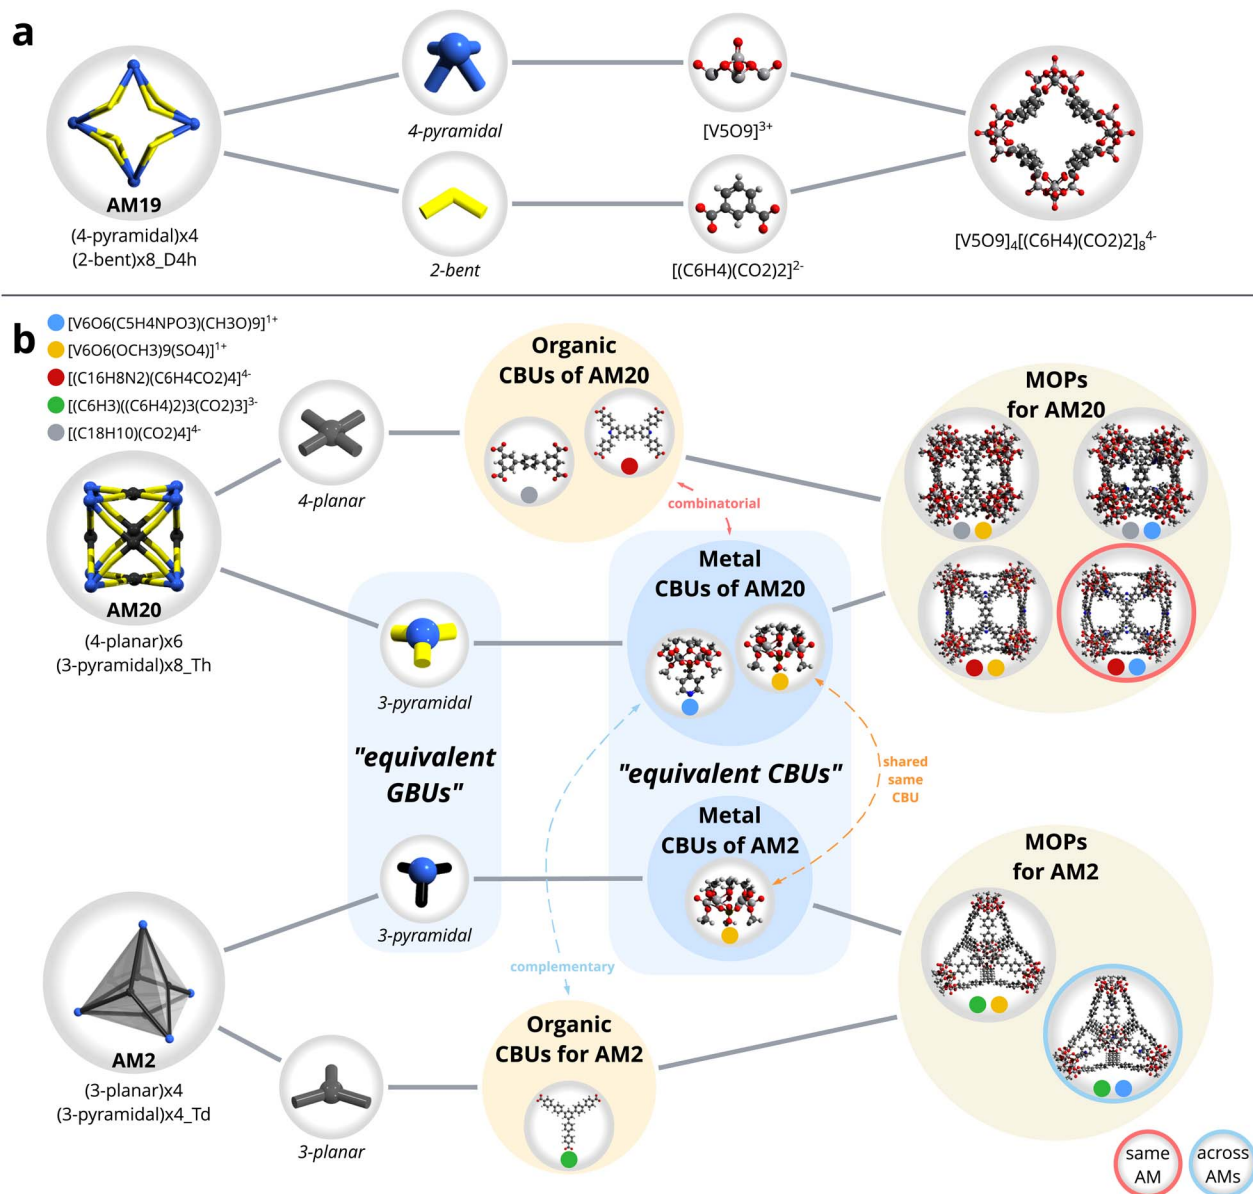 a
AM19
(4-pyramidal)x4
(2-bent)x8_D4h
4-pyramidal
2-bent
[V5O9]3+
[(C6H4)(CO2)2]2-
[V5O9]4[(C6H4)(CO2)2]8 4-
b
[V6O6(C5H4NPO3)(CH3O)9]1+
[V6O6(OCH3)9(SO4)]1+
[(C16H8N2)(C6H4CO2)4]4-
[(C6H3)((C6H4)2)3(CO2)3]3-
[(C18H10)(CO2)4]4-
AM20
(4-planar)x6
(3-pyramidal)x8_Th
4-planar
3-pyramidal
Organic
CBUs of AM20
combinatorial
Metal
CBUs of AM20
MOPs
for AM20
"equivalent
GBUs"
"equivalent CBUs"
shared
same
CBU
3-pyramidal
Metal
CBUs of AM2
complementary
AM2
(3-planar)x4
(3-pyramidal)x4_Td
3-planar
Organic
CBUs for AM2
MOPs
for AM2
same
AM
across
AMs